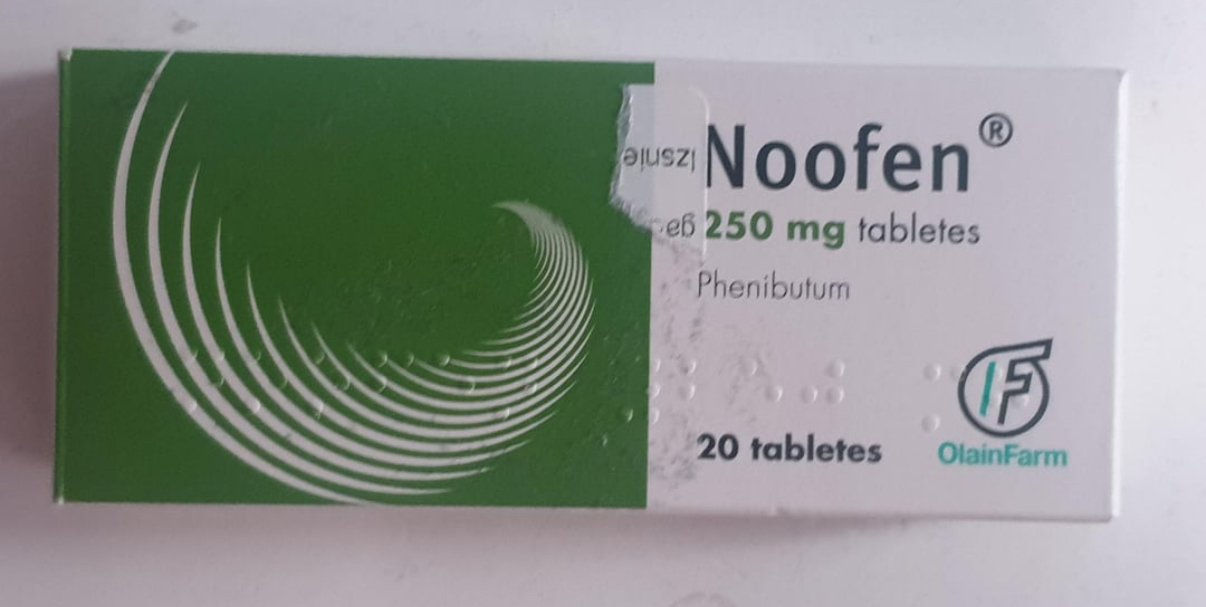 Noofen®
250 mg tabletes
Phenibutum
20 tabletes
OlainFarm